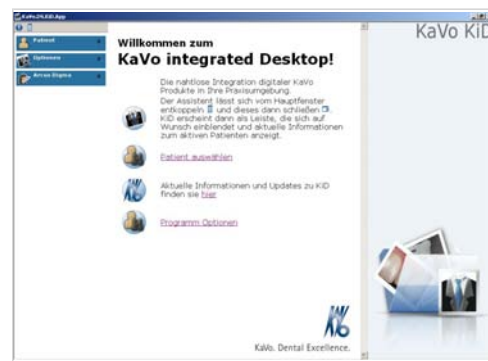 KaVo KiD
Patient
Optionen
Willkommen zum
KaVo integrated Desktop!
Die nahtlose Integration digitaler KaVo
Produkte in Ihre Praxisumgebung.
Der Assistent lässt sich vom Hauptfenster
entkoppeln und dieses dann schließen .
KiD erscheint dann als Leiste, die sich auf
Wunsch einblendet und aktuelle Informationen
zum aktiven Patienten anzeigt.
Patient auswählen
Aktuelle Informationen und Updates zu KiD
finden sie hier
Programm Optionen
KaVo. Dental Excellence.